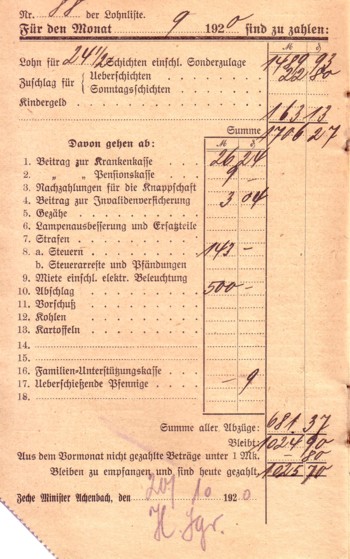 Nr. 88 der Lohnliste.
Für den Monat 9 1920 sind zu zahlen:
M ₰
Lohn für 24 1/2 Schichten einschl. Sonderzulage 1489 93
Zuschlag für { Ueberschichten 22 80
Sonntagsschichten
Kindergeld
163 13
Summe 1706 27
Davon gehen ab: M ₰
1. Beitrag zur Krankenkasse 26 24
2. " " Pensionskasse 9 -
3. Nachzahlungen für die Knappschaft
4. Beitrag zur Invalidenversicherung 3 04
5. Gezähe
6. Lampenausbesserung und Ersatzteile
7. Strafen
8. a. Steuern 143 -
b. Steuerarreste und Pfändungen
9. Miete einschl. elektr. Beleuchtung
10. Abschlag 500 -
11. Vorschuß
12. Kohlen
13. Kartoffeln
14.
15.
16. Familien-Unterstützungskasse
17. Ueberschießende Pfennige - 9
18.
Summe aller Abzüge: 681 37
Bleibt: 1024 90
Aus dem Vormonat nicht gezahlte Beträge unter 1 Mk. - 80
Bleiben zu empfangen und sind heute gezahlt 1025 70
Zeche Minister Achenbach, den 20/10 1920